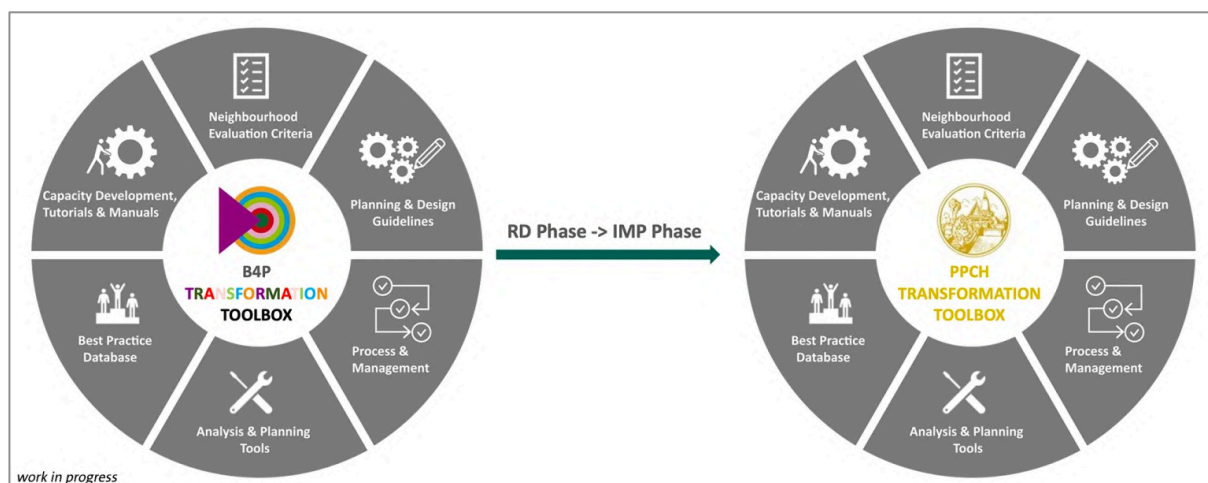 Neighbourhood
Evaluation Criteria
Capacity Development,
Tutorials & Manuals
Planning & Design
Guidelines
B4P
TRANSFORMATION
TOOLBOX
Best Practice
Database
Process &
Management
Analysis & Planning
Tools
work in progress
RD Phase -> IMP Phase
Neighbourhood
Evaluation Criteria
Capacity Development,
Tutorials & Manuals
Planning & Design
Guidelines
PPCH
TRANSFORMATION
TOOLBOX
Best Practice
Database
Process &
Management
Analysis & Planning
Tools